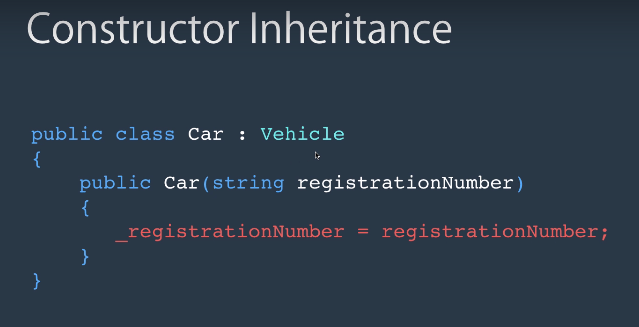 Constructor Inheritance
public class Car : Vehicle
{
public Car(string registrationNumber)
{
_registrationNumber = registrationNumber;
}
}